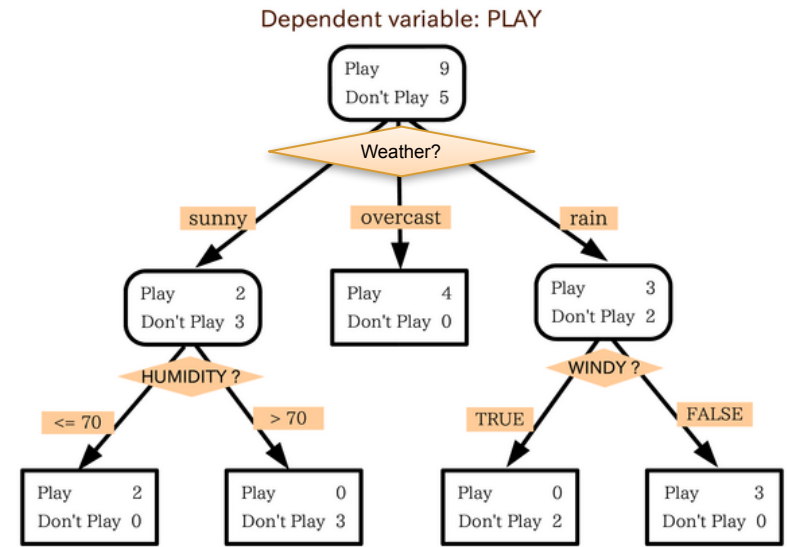 Dependent variable: PLAY
Play 9
Don't Play 5
Weather?
sunny
overcast
rain
Play 2
Don't Play 3
Play 4
Don't Play 0
Play 3
Don't Play 2
HUMIDITY ?
WINDY ?
<= 70
> 70
TRUE
FALSE
Play 2
Don't Play 0
Play 0
Don't Play 3
Play 0
Don't Play 2
Play 3
Don't Play 0